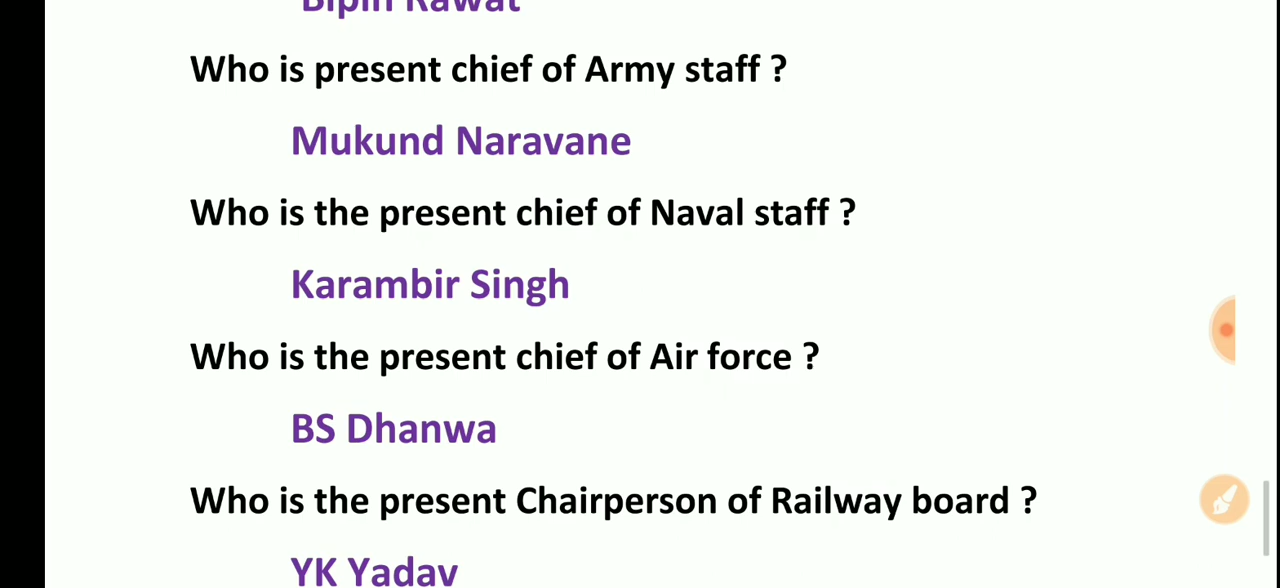 Bipin Rawat
Who is present chief of Army staff ?
Mukund Naravane
Who is the present chief of Naval staff ?
Karambir Singh
Who is the present chief of Air force ?
BS Dhanwa
Who is the present Chairperson of Railway board ?
YK Yadav